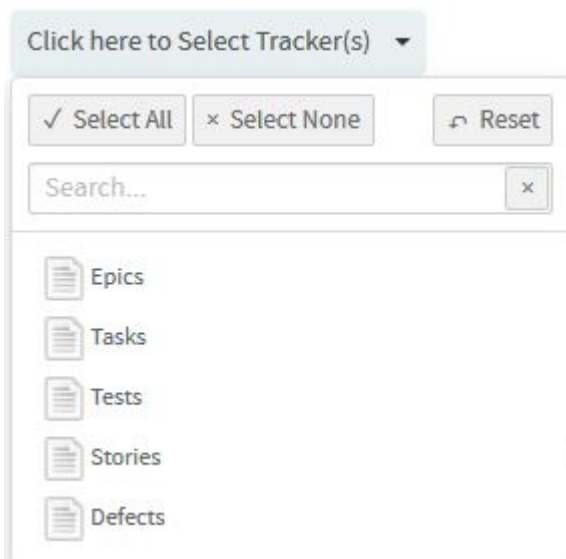 Click here to Select Tracker(s)
✓ Select All × Select None Reset
Search... ×
Epics
Tasks
Tests
Stories
Defects